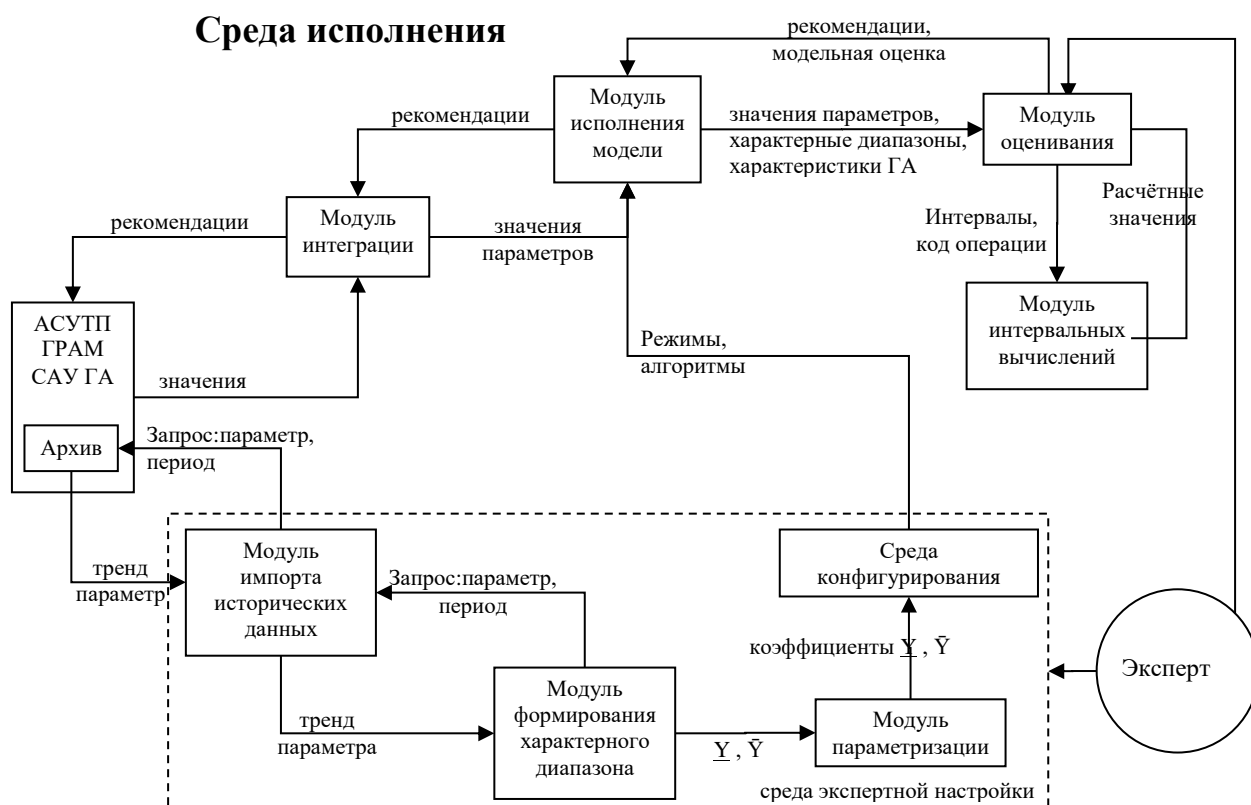 Среда исполнения
рекомендации,
модельная оценка
Модуль
исполнения
модели
рекомендации
значения параметров,
характерные диапазоны,
характеристики ГА
Модуль
оценивания
Расчётные
значения
Интервалы,
код операции
Модуль
интервальных
вычислений
рекомендации
Модуль
интеграции
значения
параметров
АСУТП
ГРАМ
САУ ГА
значения
Режимы,
алгоритмы
Архив
Запрос:параметр,
период
тренд
параметр
Модуль
импорта
исторических
данных
Запрос:параметр,
период
Среда
конфигурирования
коэффициенты Y̲ , Ȳ
Эксперт
тренд
параметра
Модуль
формирования
характерного
диапазона
Y̲ , Ȳ
Модуль
параметризации
среда экспертной настройки